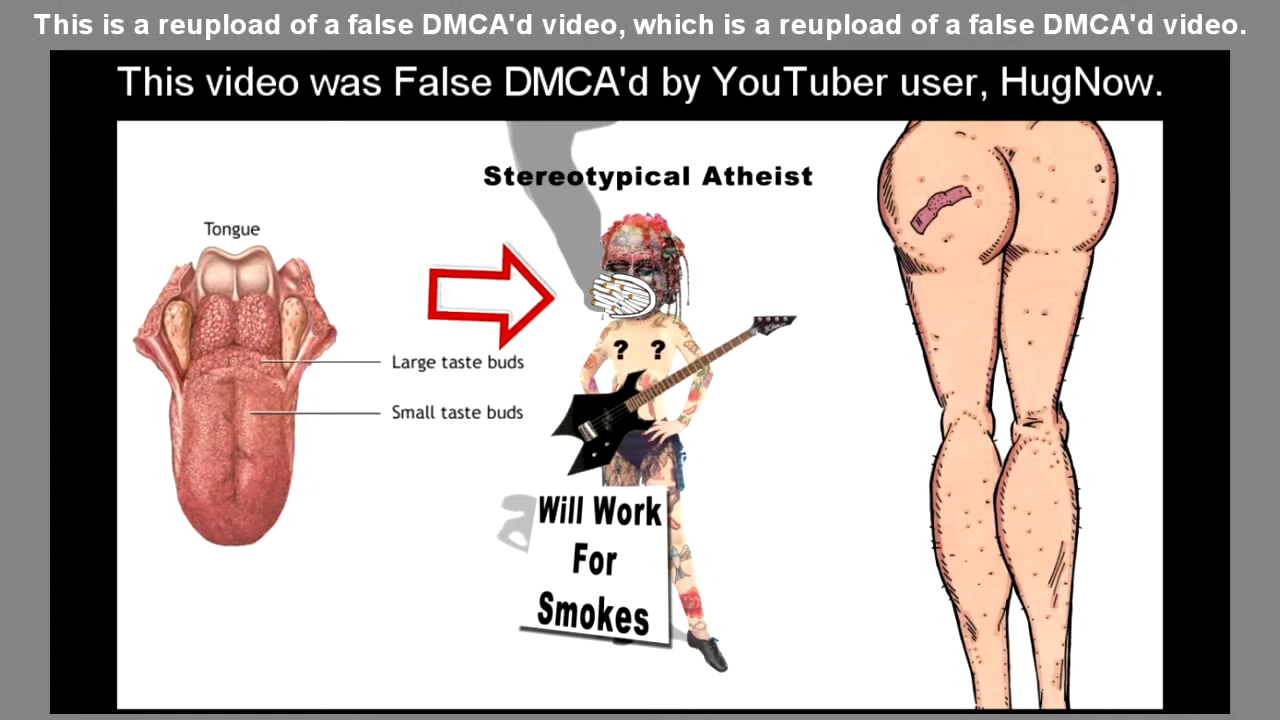 This is a reupload of a false DMCA'd video, which is a reupload of a false DMCA'd video.
This video was False DMCA'd by YouTuber user, HugNow.
Stereotypical Atheist
Tongue
? ?
Large taste buds
Small taste buds
a
Will Work
For
Smokes